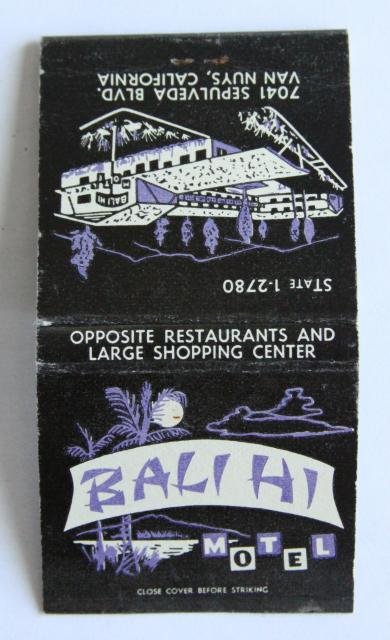 7041 SEPULVEDA BLVD.
VAN NUYS, CALIFORNIA
MOTEL
BALI HI
STATE 1-2780
OPPOSITE RESTAURANTS AND
LARGE SHOPPING CENTER
BALI HI
MOTEL
CLOSE COVER BEFORE STRIKING